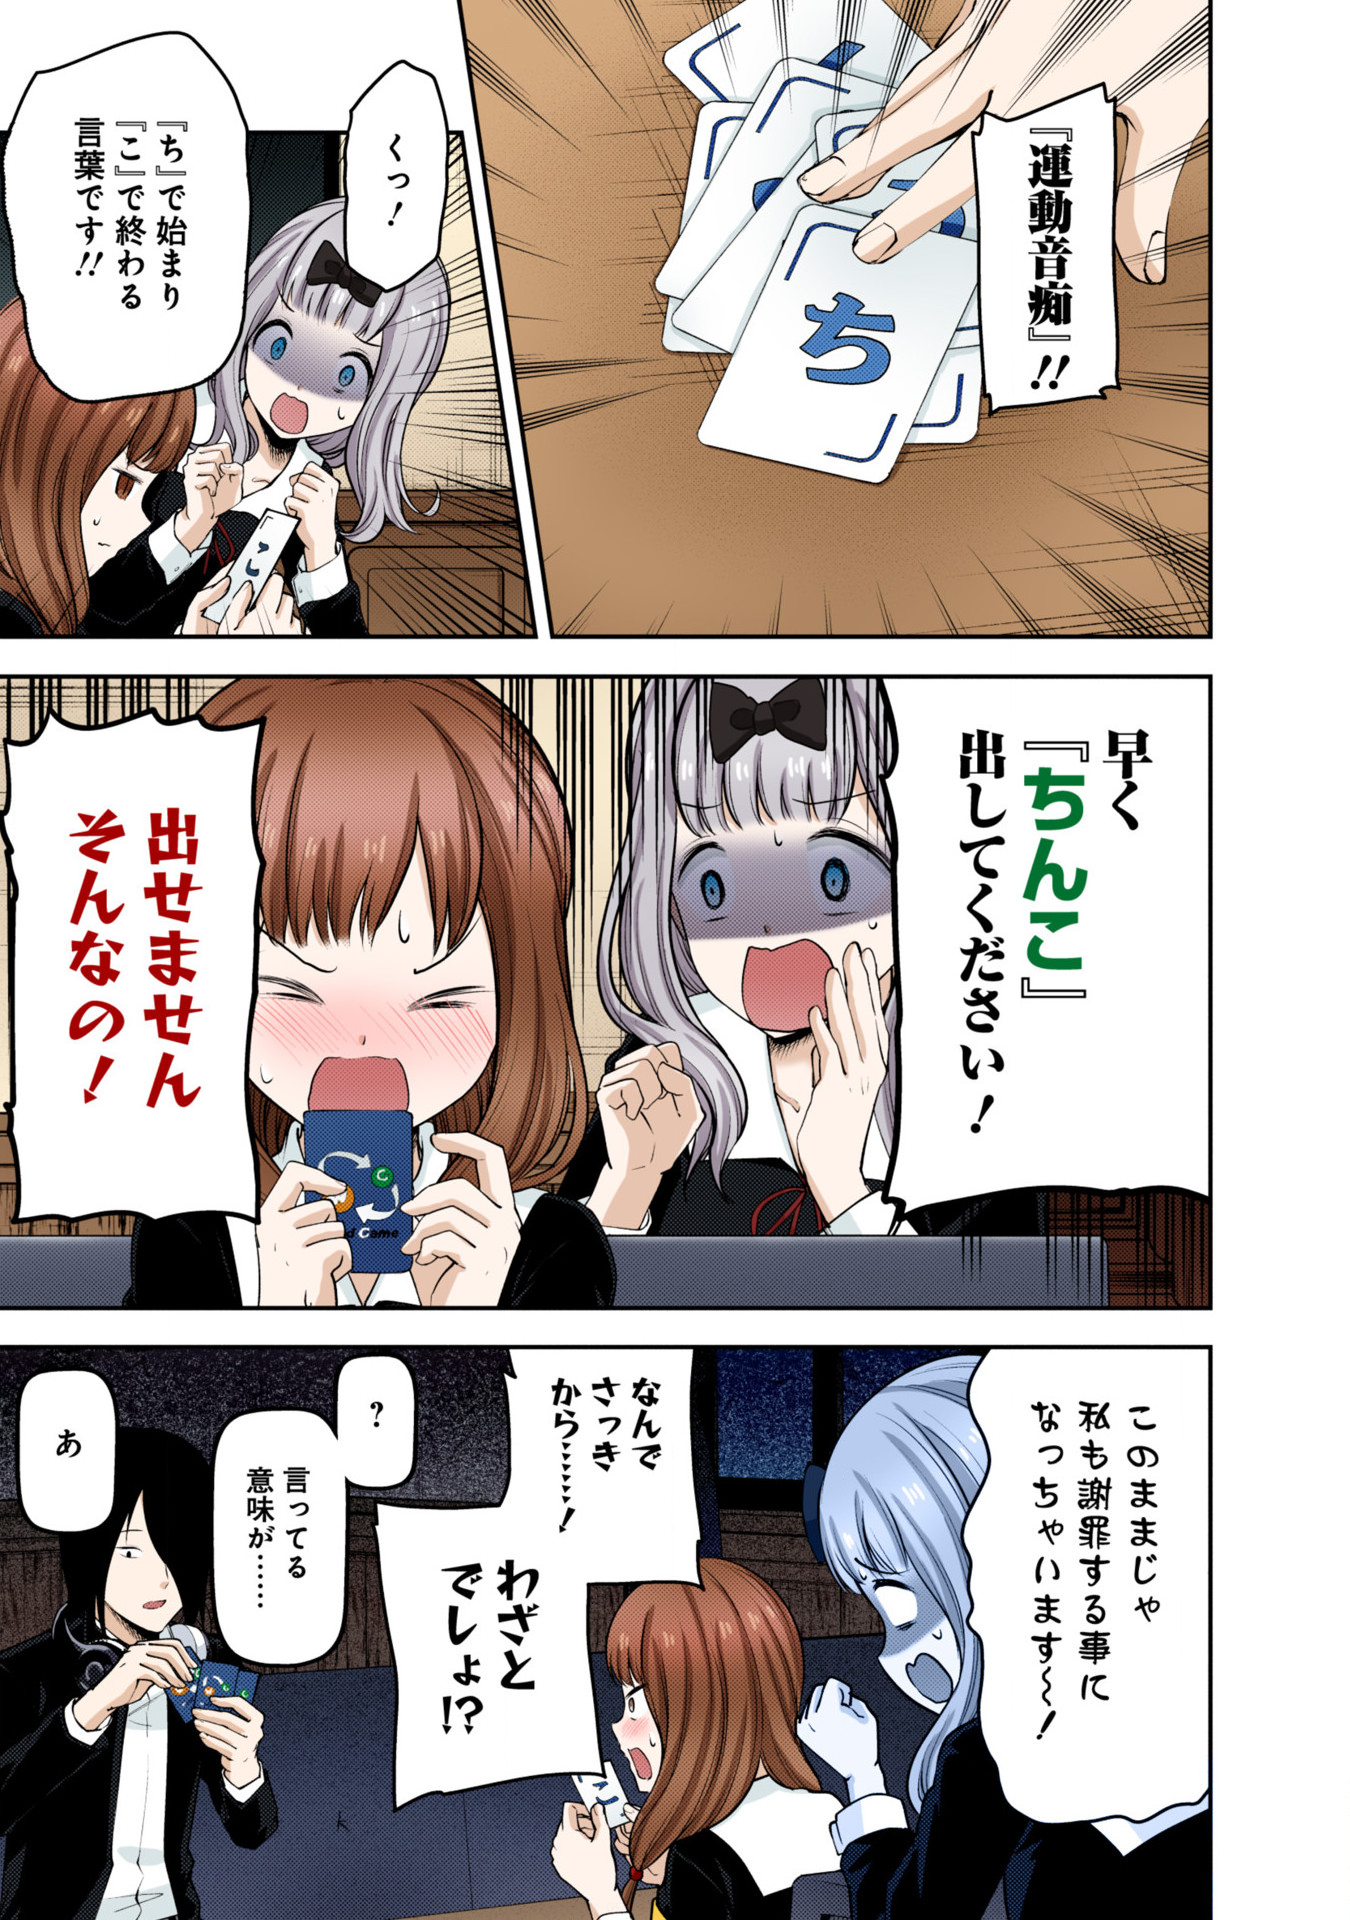 『運動音痴』!!
ち
くっ!
『ち』で始まり
『こ』で終わる
言葉です!!
こ
早く
『ちんこ』
出してください!
出せません
そんなの!
C
d Game
このままじゃ
私も謝罪する事に
なっちゃいます〜!
なんで
さっき
から………!
わざと
でしょ!?
?
言ってる
意味が……
あ
こ